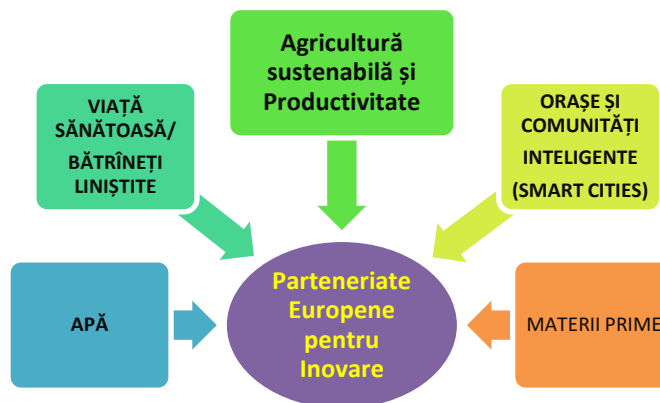 Agricultură
sustenabilă și
Productivitate
VIAȚĂ
SĂNĂTOASĂ/
BĂTRÎNEȚI
LINIȘTITE
ORAȘE ȘI
COMUNITĂȚI
INTELIGENTE
(SMART CITIES)
APĂ
Parteneriate
Europene
pentru
Inovare
MATERII PRIME